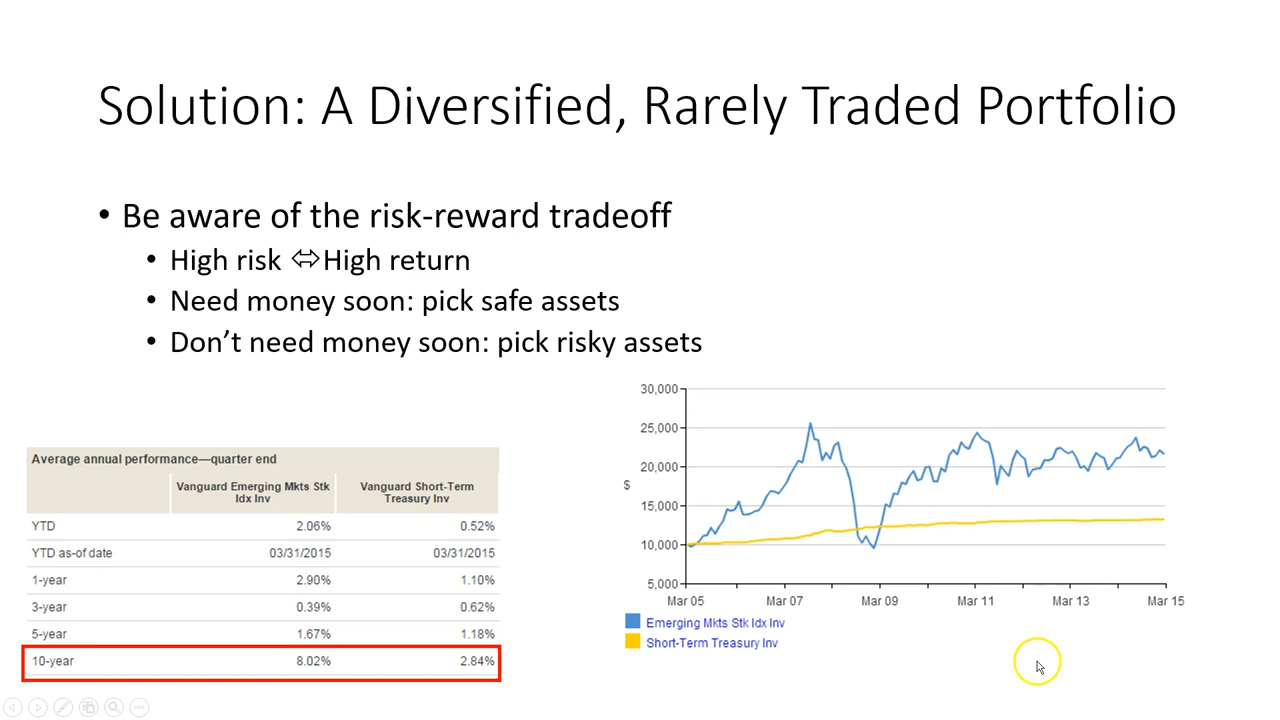 Solution: A Diversified, Rarely Traded Portfolio
• Be aware of the risk-reward tradeoff
• High risk ⬄High return
• Need money soon: pick safe assets
• Don’t need money soon: pick risky assets
Average annual performance—quarter end
Vanguard Emerging Mkts Stk Idx Inv Vanguard Short-Term Treasury Inv
YTD 2.06% 0.52%
YTD as-of date 03/31/2015 03/31/2015
1-year 2.90% 1.10%
3-year 0.39% 0.62%
5-year 1.67% 1.18%
10-year 8.02% 2.84%
30,000
25,000
20,000
$
15,000
10,000
5,000
Mar 05 Mar 07 Mar 09 Mar 11 Mar 13 Mar 15
Emerging Mkts Stk Idx Inv
Short-Term Treasury Inv